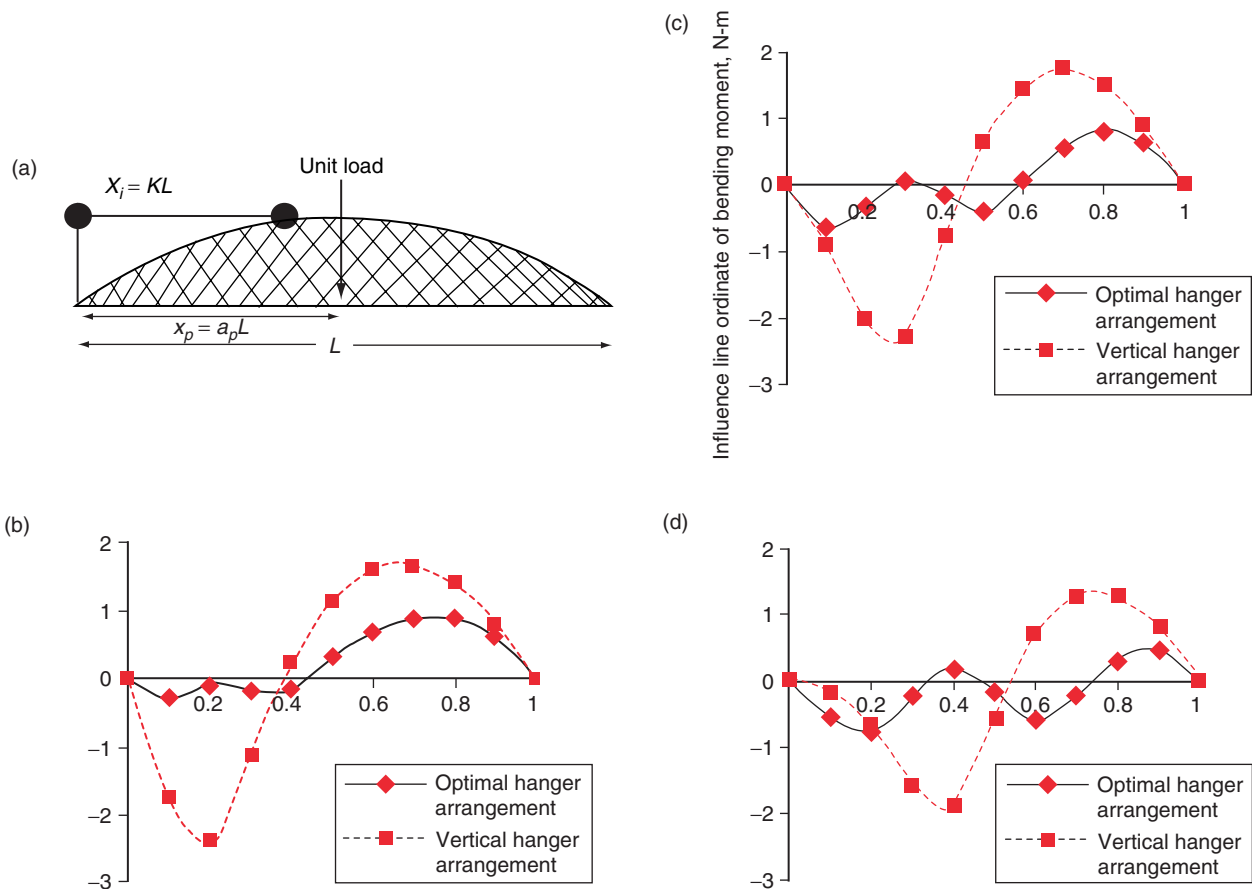 (a)
X_i = KL
Unit load
x_p = a_pL
L
(b)
2
1
0
−1
−2
−3
0.2
0.4
0.6
0.8
1
Optimal hanger
arrangement
Vertical hanger
arrangement
(c)
Influence line ordinate of bending moment, N-m
2
1
0
−1
−2
−3
0.2
0.4
0.6
0.8
1
Optimal hanger
arrangement
Vertical hanger
arrangement
(d)
2
1
0
−1
−2
−3
0.2
0.4
0.6
0.8
1
Optimal hanger
arrangement
Vertical hanger
arrangement